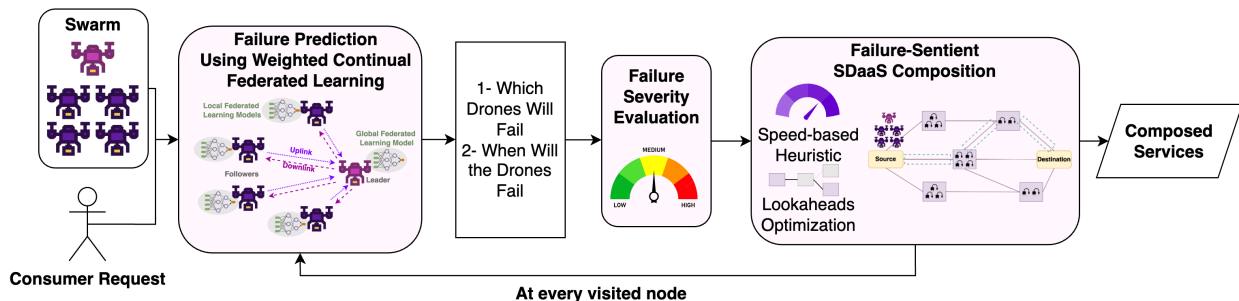 Swarm
Consumer Request
Failure Prediction
Using Weighted Continual
Federated Learning
Local Federated
Learning Models
Global Federated
Learning Model
Uplink
Downlink
Followers
Leader
1- Which
Drones Will
Fail
2- When Will
the Drones
Fail
Failure
Severity
Evaluation
MEDIUM
LOW
HIGH
Failure-Sentient
SDaaS Composition
Speed-based
Heuristic
Lookaheads
Optimization
Source
Destination
Composed
Services
At every visited node